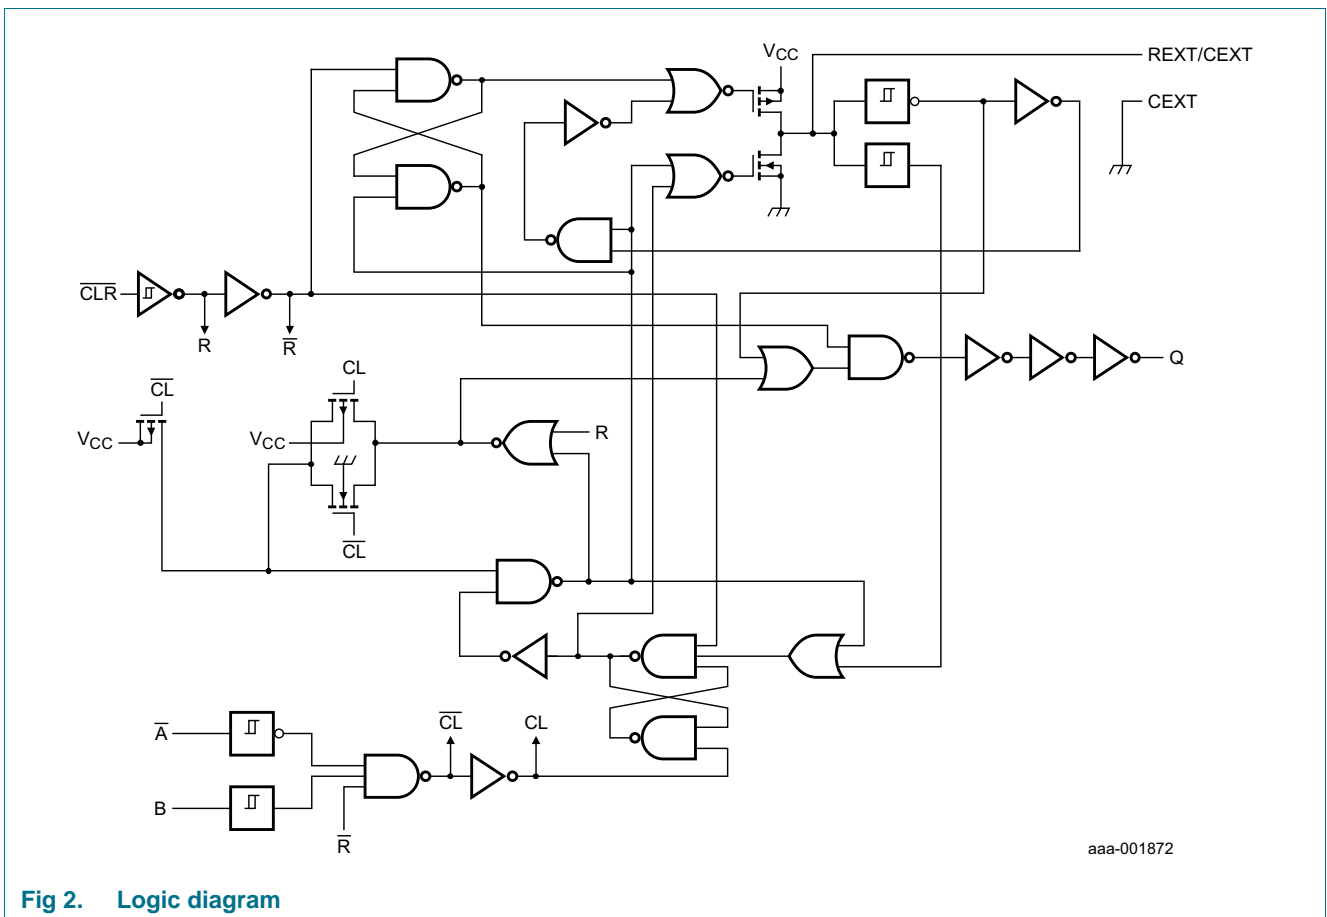 VCC
REXT/CEXT
CEXT
CLR
R
R
CL
CL
VCC
VCC
R
Q
CL
A
CL
CL
B
R
aaa-001872
Fig 2. Logic diagram